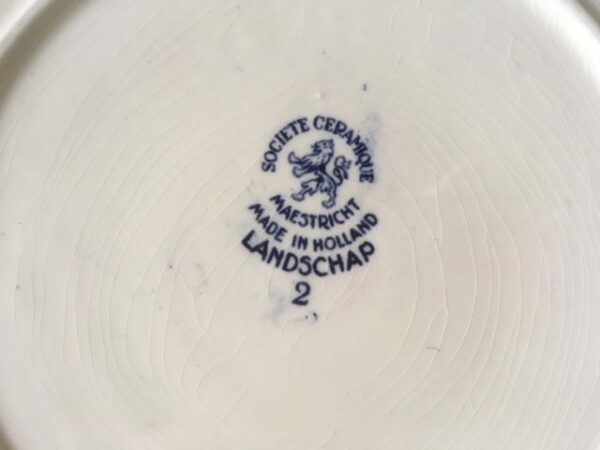 SOCIETE CERAMIQUE
MAESTRICHT
MADE IN HOLLAND
LANDSCHAP
2